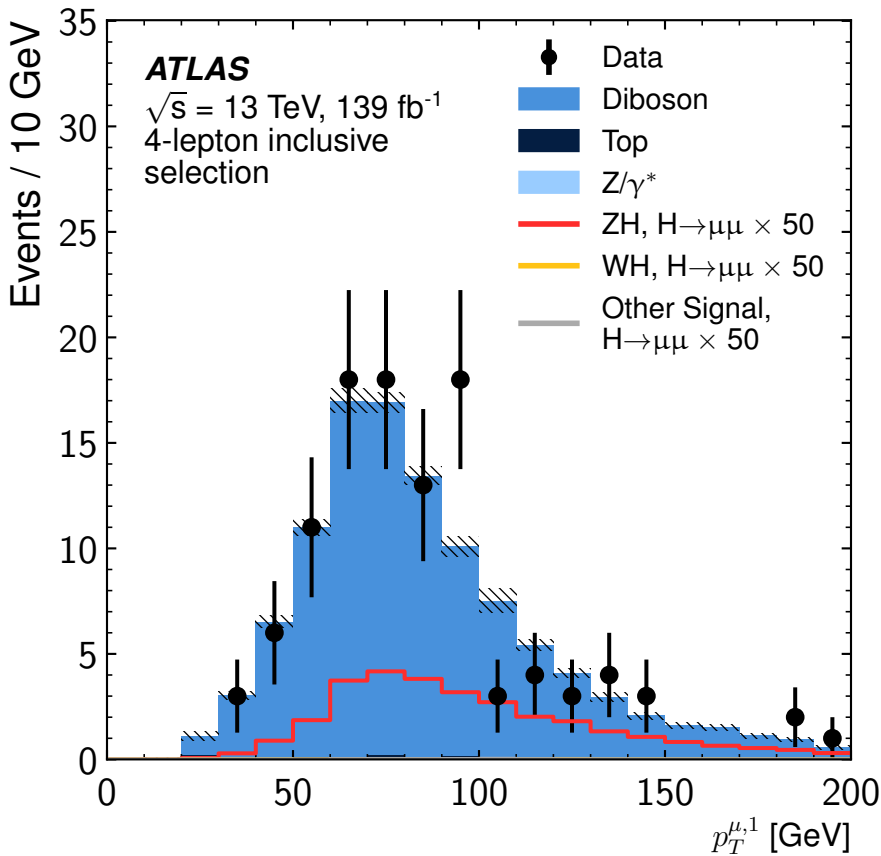 Events / 10 GeV
35
30
25
20
15
10
5
0
ATLAS
√s = 13 TeV, 139 fb⁻¹
4-lepton inclusive
selection
Data
Diboson
Top
Z/γ*
ZH, H→μμ × 50
WH, H→μμ × 50
Other Signal,
H→μμ × 50
0 50 100 150 200
p_T^{μ,1} [GeV]